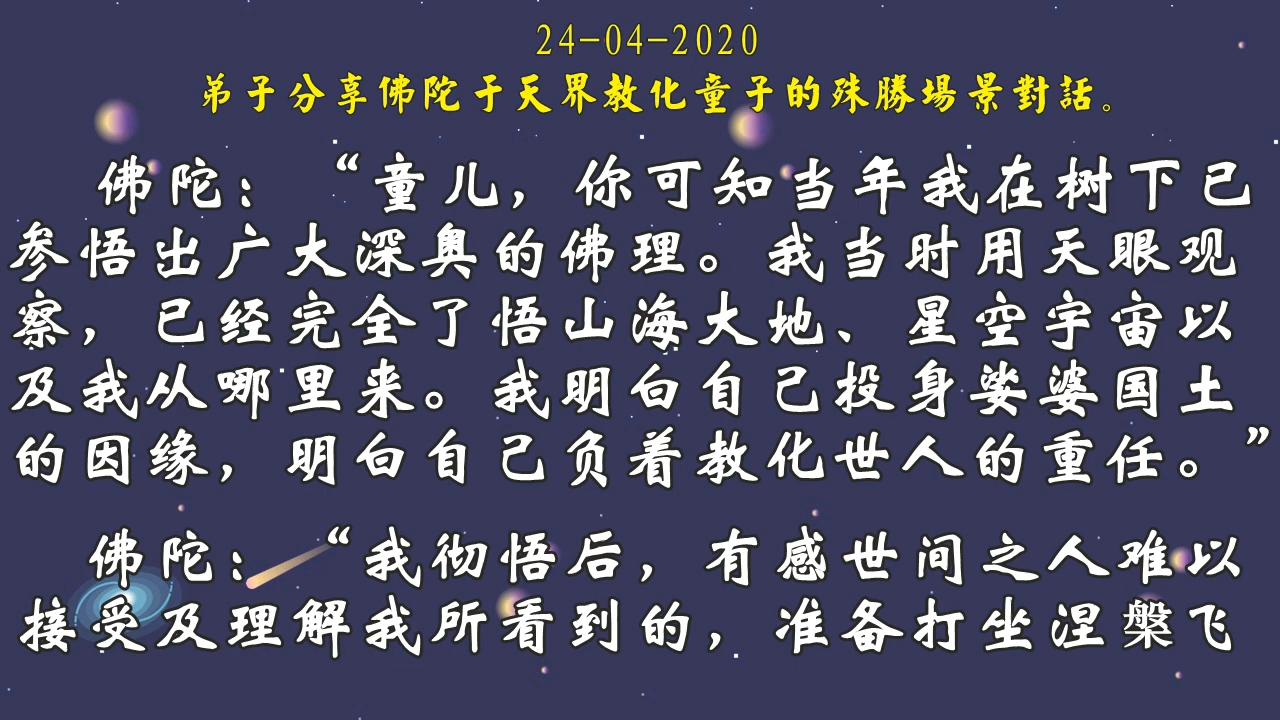 24-04-2020
弟子分享佛陀于天界教化童子的殊勝場景對話。
佛陀：“童儿，你可知当年我在树下已
参悟出广大深奥的佛理。我当时用天眼观
察，已经完全了悟山海大地、星空宇宙以
及我从哪里来。我明白自己投身娑婆国土
的因缘，明白自己负着教化世人的重任。”
佛陀：“我彻悟后，有感世间之人难以
接受及理解我所看到的，准备打坐涅槃飞